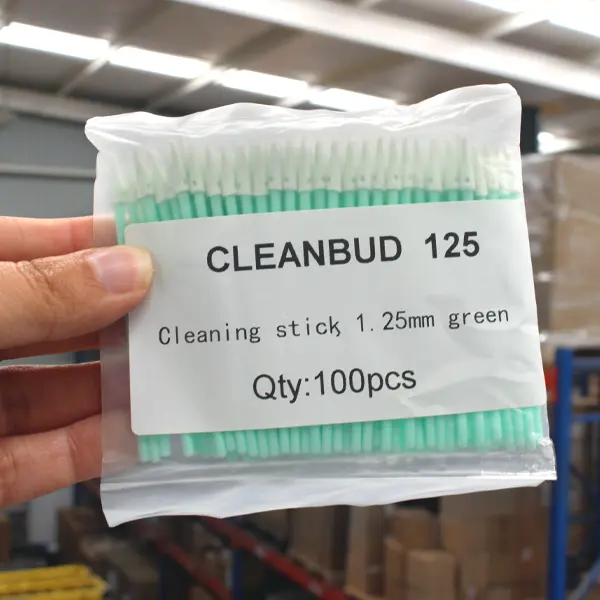 CLEANBUD 125
Cleaning stick, 1.25mm green
Qty:100pcs